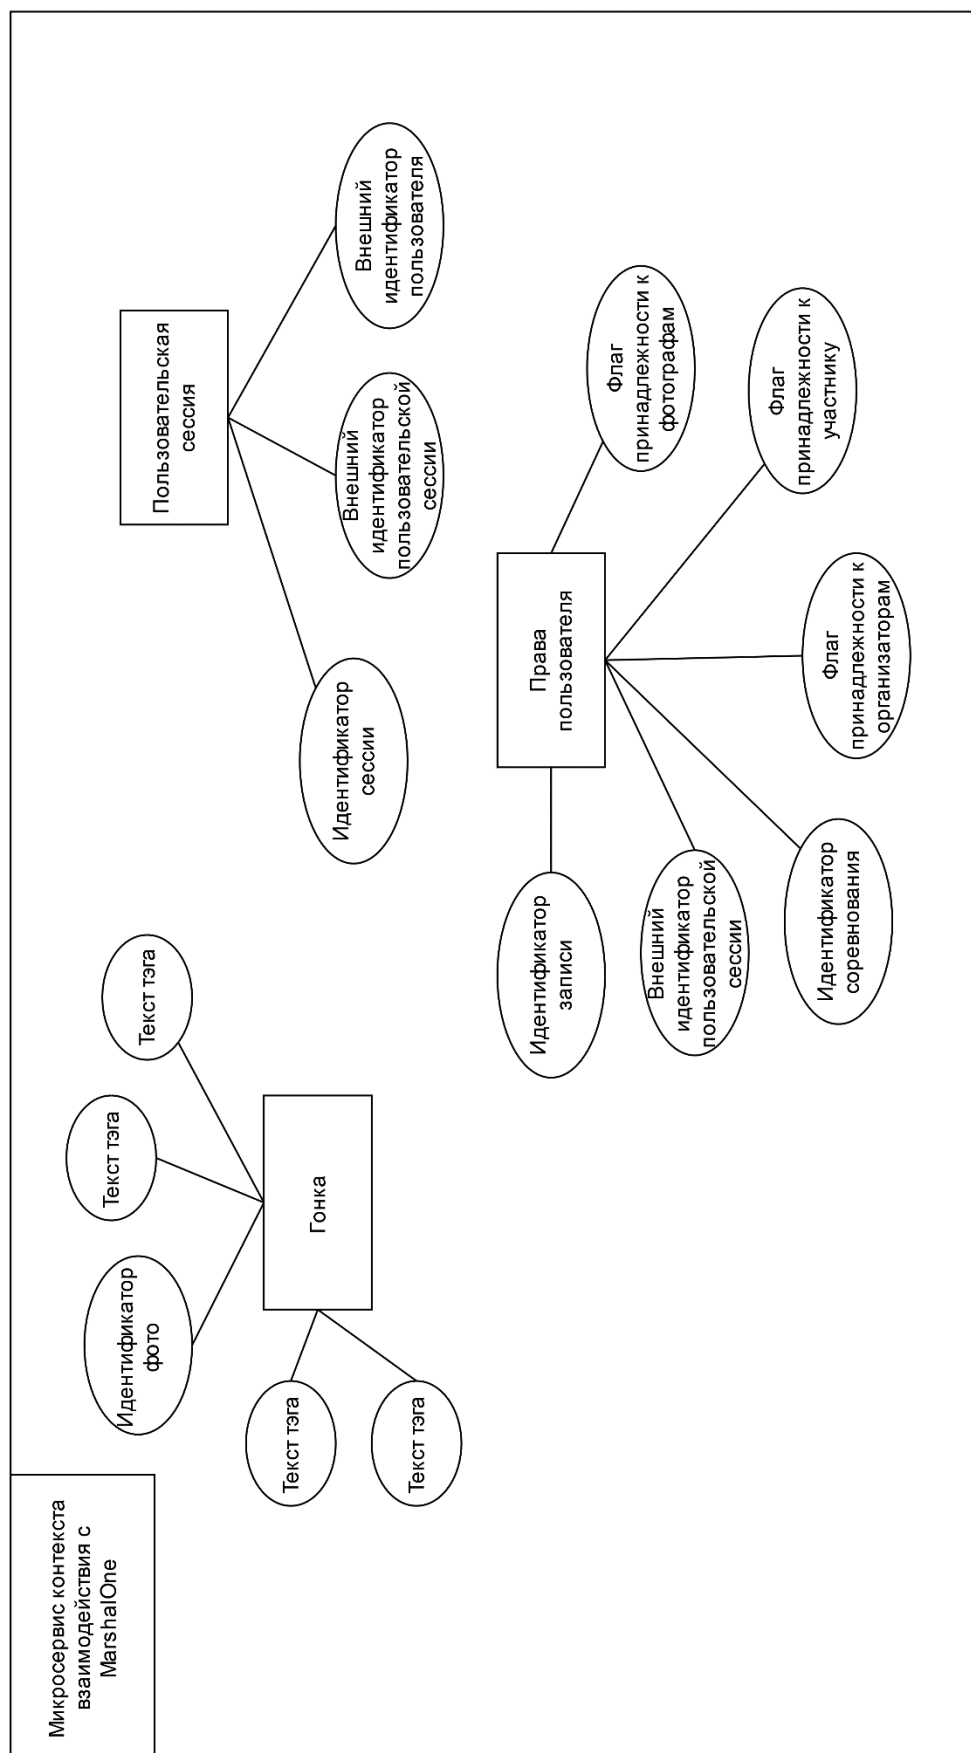 Микросервис контекста
взаимодействия с
MarshalOne
Идентификатор
фото
Текст тэга
Текст тэга
Текст тэга
Текст тэга
Гонка
Пользовательская
сессия
Идентификатор
сессии
Внешний
идентификатор
пользовательской
сессии
Внешний
идентификатор
пользователя
Права
пользователя
Идентификатор
записи
Внешний
идентификатор
пользовательской
сессии
Идентификатор
соревнования
Флаг
принадлежности к
организаторам
Флаг
принадлежности к
участнику
Флаг
принадлежности к
фотографам